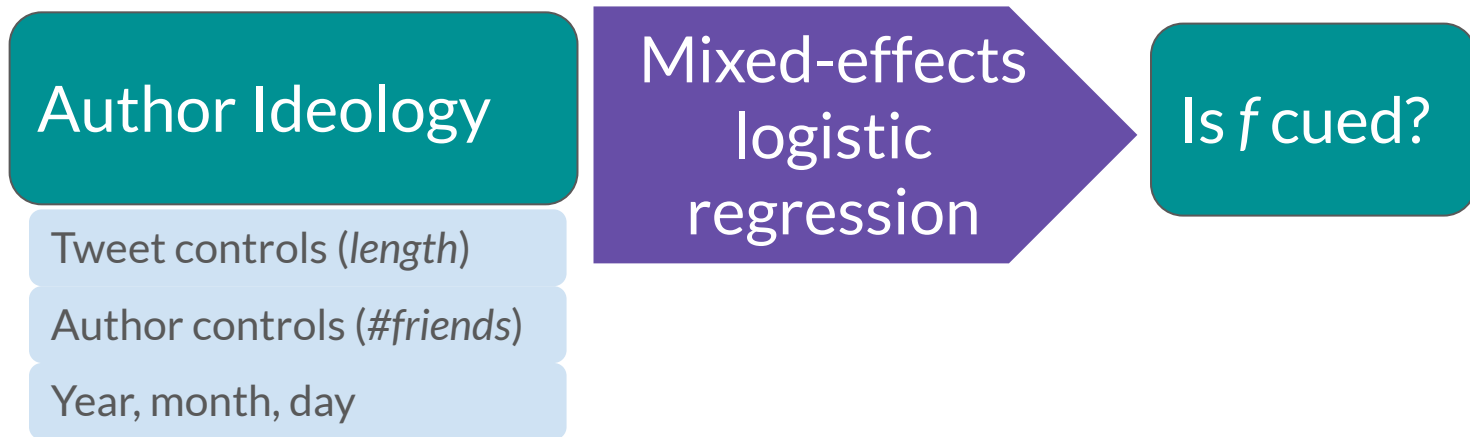 Author Ideology
Tweet controls (length)
Author controls (#friends)
Year, month, day
Mixed-effects
logistic
regression
Is f cued?